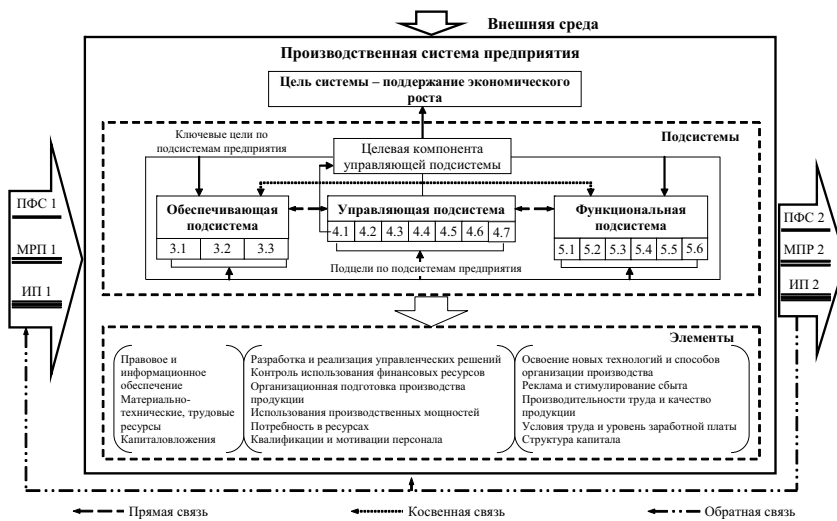 Внешняя среда
Производственная система предприятия
Цель системы – поддержание экономического
роста
Ключевые цели по
подсистемам предприятия
Целевая компонента
управляющей подсистемы
Подсистемы
Обеспечивающая
подсистема
3.1 3.2 3.3
Управляющая подсистема
4.1 4.2 4.3 4.4 4.5 4.6 4.7
Функциональная
подсистема
5.1 5.2 5.3 5.4 5.5 5.6
Подцели по подсистемам предприятия
ПФС 1
МРП 1
ИП 1
ПФС 2
МПР 2
ИП 2
Элементы
Правовое и
информационное
обеспечение
Материально-
технические, трудовые
ресурсы
Капиталовложения
Разработка и реализация управленческих решений
Контроль использования финансовых ресурсов
Организационная подготовка производства
продукции
Использования производственных мощностей
Потребность в ресурсах
Квалификации и мотивации персонала
Освоение новых технологий и способов
организации производства
Реклама и стимулирование сбыта
Производительности труда и качество
продукции
Условия труда и уровень заработной платы
Структура капитала
Прямая связь
Косвенная связь
Обратная связь